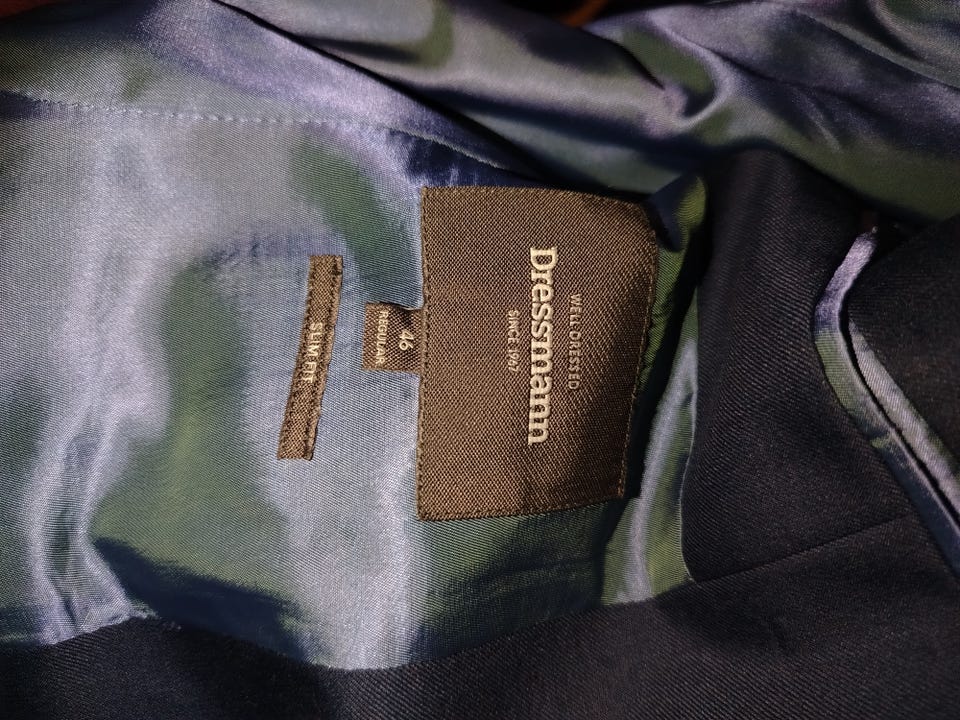 WELL DRESSED
Dressmann
SINCE 1967
46
REGULAR
SLIM FIT